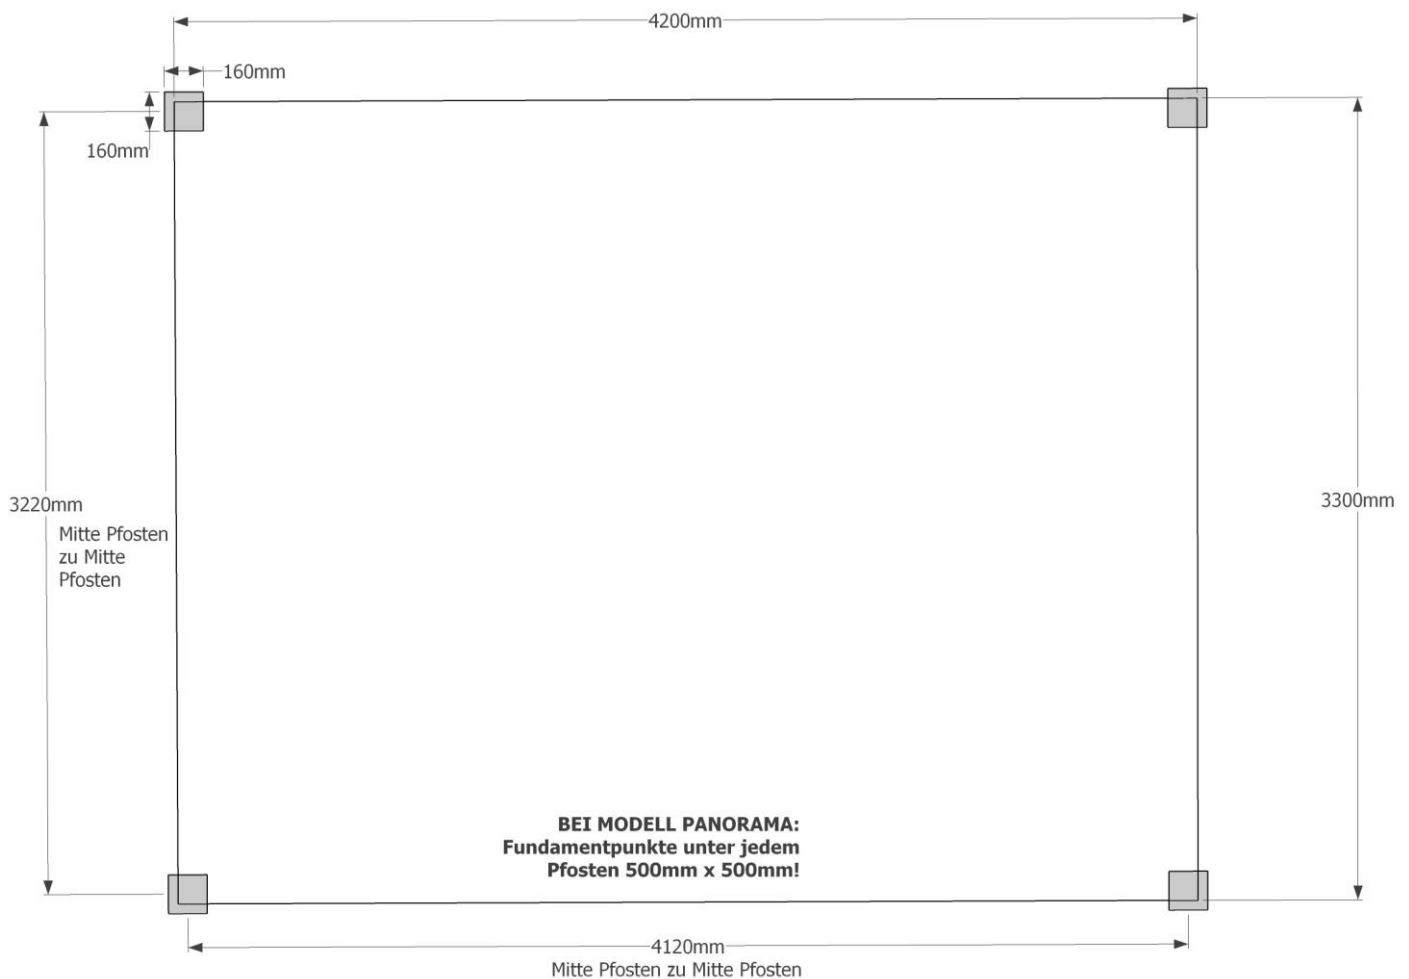 4200mm
160mm
160mm
3220mm
Mitte Pfosten
zu Mitte
Pfosten
3300mm
BEI MODELL PANORAMA:
Fundamentpunkte unter jedem
Pfosten 500mm x 500mm!
4120mm
Mitte Pfosten zu Mitte Pfosten